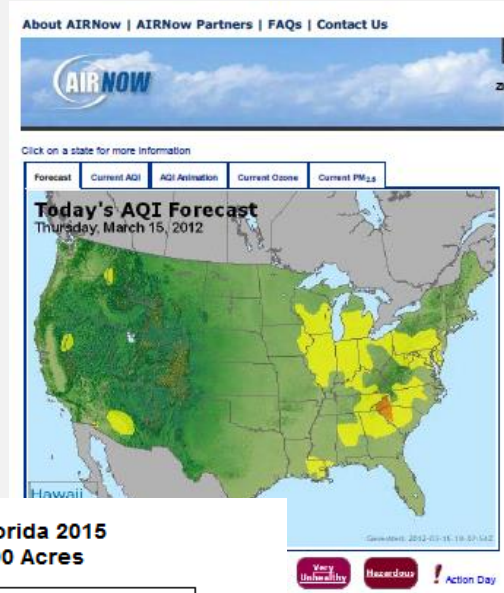 About AIRNow | AIRNow Partners | FAQs | Contact Us
AIRNOW
Click on a state for more information
Forecast Current AQI AQI Animation Current Ozone Current PM2.5
Today's AQI Forecast
Thursday, March 15, 2012
Hawaii
orida 2015
00 Acres
Very Unhealthy
Hazardous
! Action Day